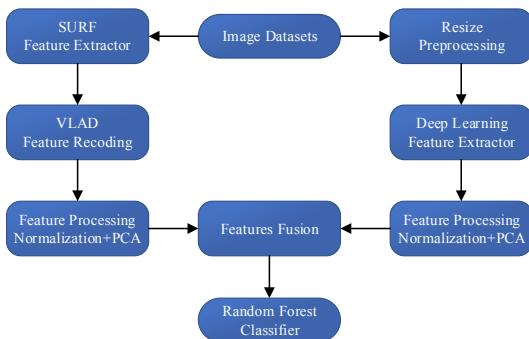 SURF
Feature Extractor
Image Datasets
Resize
Preprocessing
VLAD
Feature Recoding
Deep Learning
Feature Extractor
Feature Processing
Normalization+PCA
Features Fusion
Feature Processing
Normalization+PCA
Random Forest
Classifier